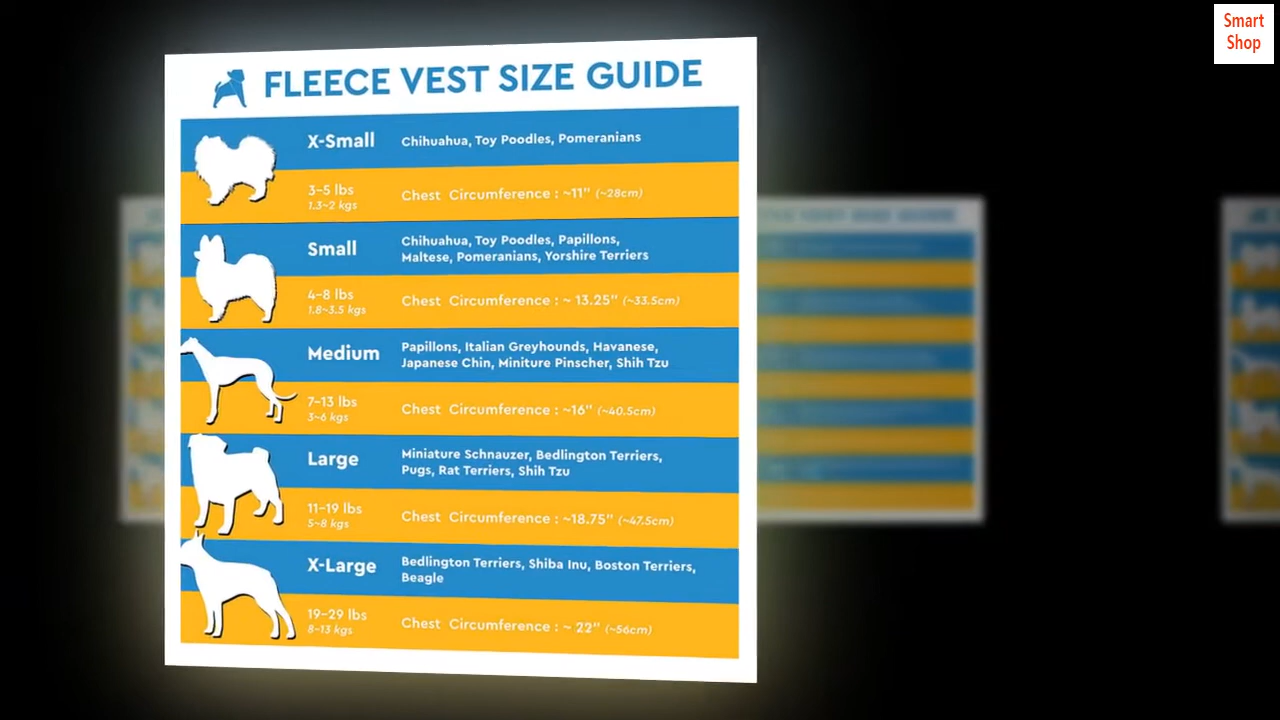 Smart
Shop
FLEECE VEST SIZE GUIDE
X-Small
Chihuahua, Toy Poodles, Pomeranians
3-5 lbs
1.3~2 kgs
Chest Circumference : ~11" (~28cm)
Small
Chihuahua, Toy Poodles, Papillons,
Maltese, Pomeranians, Yorshire Terriers
4-8 lbs
1.8~3.5 kgs
Chest Circumference : ~ 13.25" (~33.5cm)
Medium
Papillons, Italian Greyhounds, Havanese,
Japanese Chin, Miniture Pinscher, Shih Tzu
7-13 lbs
3~6 kgs
Chest Circumference : ~16" (~40.5cm)
Large
Miniature Schnauzer, Bedlington Terriers,
Pugs, Rat Terriers, Shih Tzu
11-19 lbs
5~8 kgs
Chest Circumference : ~18.75" (~47.5cm)
X-Large
Bedlington Terriers, Shiba Inu, Boston Terriers,
Beagle
19-29 lbs
8~13 kgs
Chest Circumference : ~ 22" (~56cm)